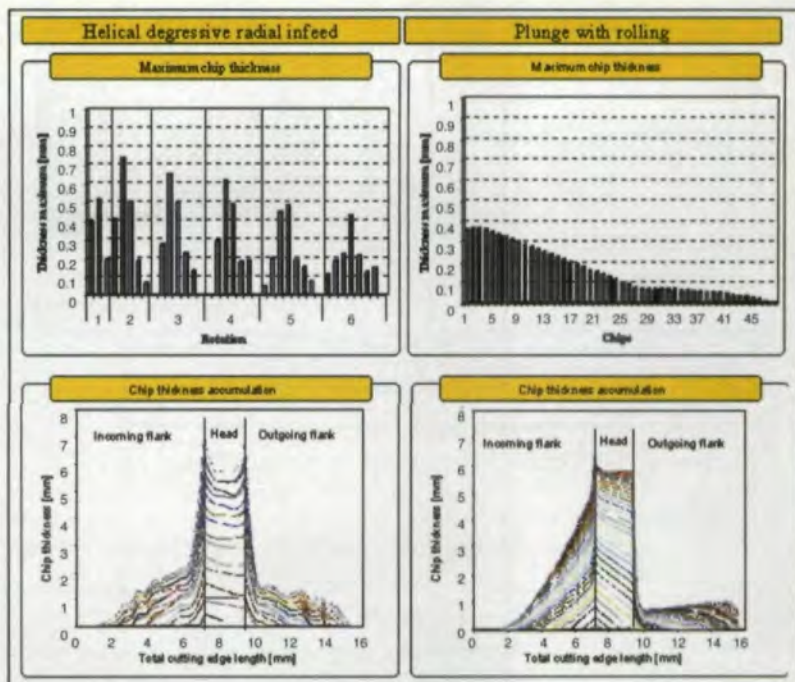 Helical degressive radial infeed
Plunge with rolling
Maximum chip thickness
Thickness maximum [mm]
1
0.9
0.8
0.7
0.6
0.5
0.4
0.3
0.2
0.1
0
1 2 3 4 5 6
Rotation
Maximum chip thickness
Thickness maximum [mm]
1
0.9
0.8
0.7
0.6
0.5
0.4
0.3
0.2
0.1
0
1 5 9 13 17 21 25 29 33 37 41 45
Chips
Chip thickness accumulation
Chip thickness [mm]
8
7
6
5
4
3
2
1
0
Incoming flank Head Outgoing flank
0 2 4 6 8 10 12 14 16
Total cutting edge length [mm]
Chip thickness accumulation
Chip thickness [mm]
8
7
6
5
4
3
2
1
0
Incoming flank Head Outgoing flank
0 2 4 6 8 10 12 14 16
Total cutting edge length [mm]